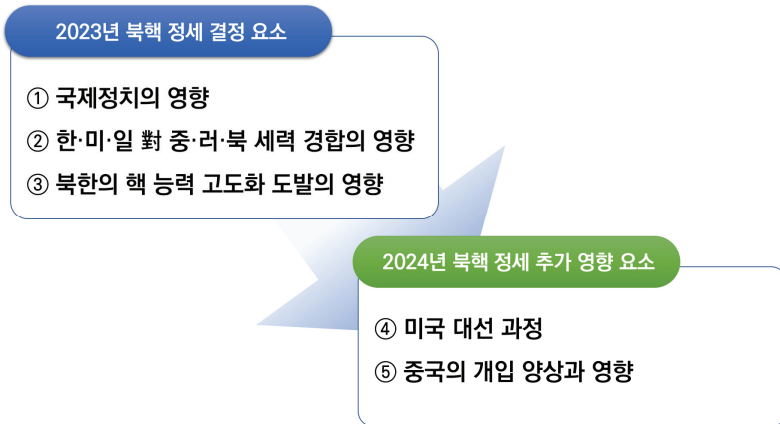 2023년 북핵 정세 결정 요소
① 국제정치의 영향
② 한·미·일 對 중·러·북 세력 경합의 영향
③ 북한의 핵 능력 고도화 도발의 영향
2024년 북핵 정세 추가 영향 요소
④ 미국 대선 과정
⑤ 중국의 개입 양상과 영향